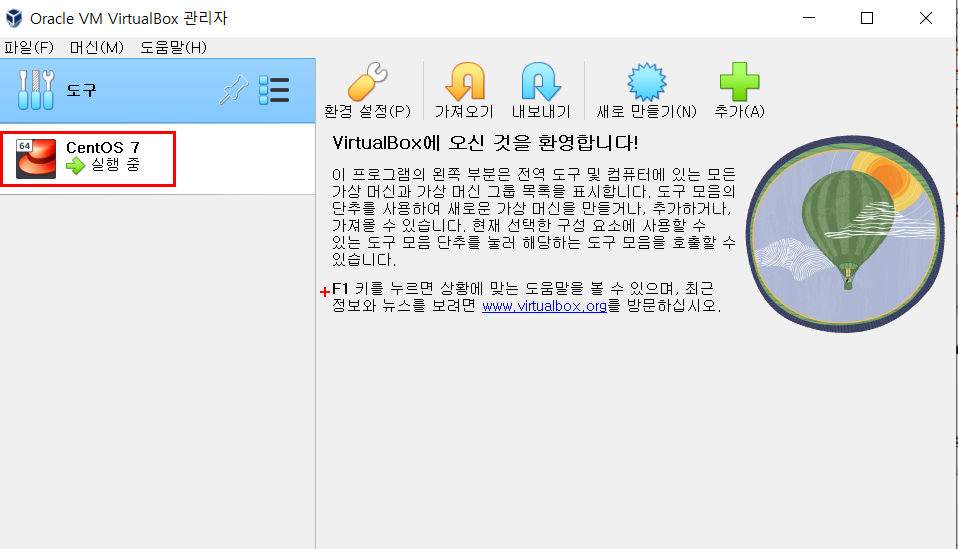 Oracle VM VirtualBox 관리자
파일(F) 머신(M) 도움말(H)
도구
환경 설정(P) 가져오기 내보내기 새로 만들기(N) 추가(A)
64
CentOS 7
실행 중
VirtualBox에 오신 것을 환영합니다!
이 프로그램의 왼쪽 부분은 전역 도구 및 컴퓨터에 있는 모든
가상 머신과 가상 머신 그룹 목록을 표시합니다. 도구 모음의
단추를 사용하여 새로운 가상 머신을 만들거나, 추가하거나,
가져올 수 있습니다. 현재 선택한 구성 요소에 사용할 수
있는 도구 모음 단추를 눌러 해당하는 도구 모음을 호출할 수
있습니다.
F1 키를 누르면 상황에 맞는 도움말을 볼 수 있으며, 최근
정보와 뉴스를 보려면 www.virtualbox.org를 방문하십시오.